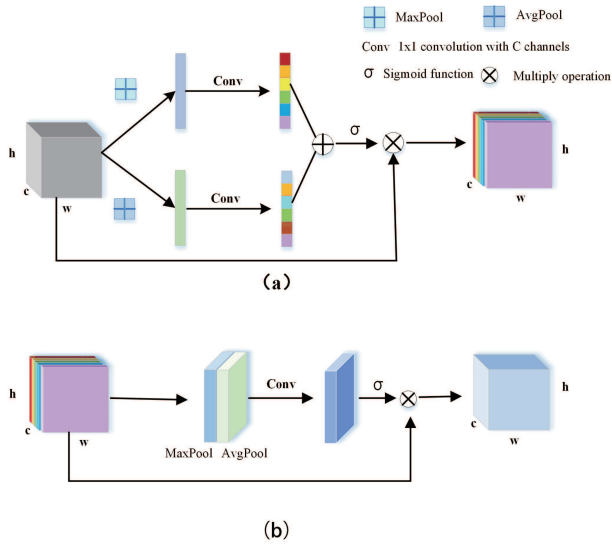 MaxPool AvgPool
Conv 1x1 convolution with C channels
σ Sigmoid function Multiply operation
Conv
σ
h
h
c
w
c
w
Conv
(a)
Conv
σ
h
h
c
w
c
w
MaxPool AvgPool
(b)